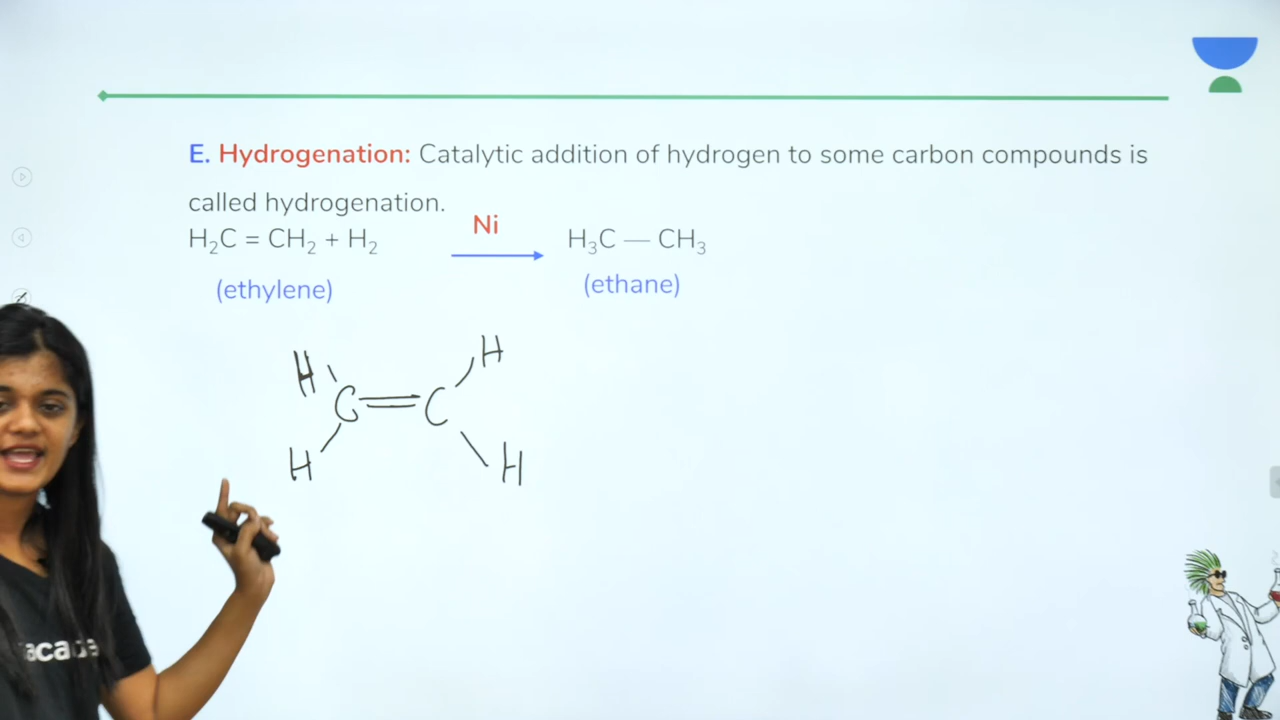 E. Hydrogenation: Catalytic addition of hydrogen to some carbon compounds is
called hydrogenation.
Ni
H₂C = CH₂ + H₂ H₃C — CH₃
(ethylene) (ethane)
H H
C = C
H H